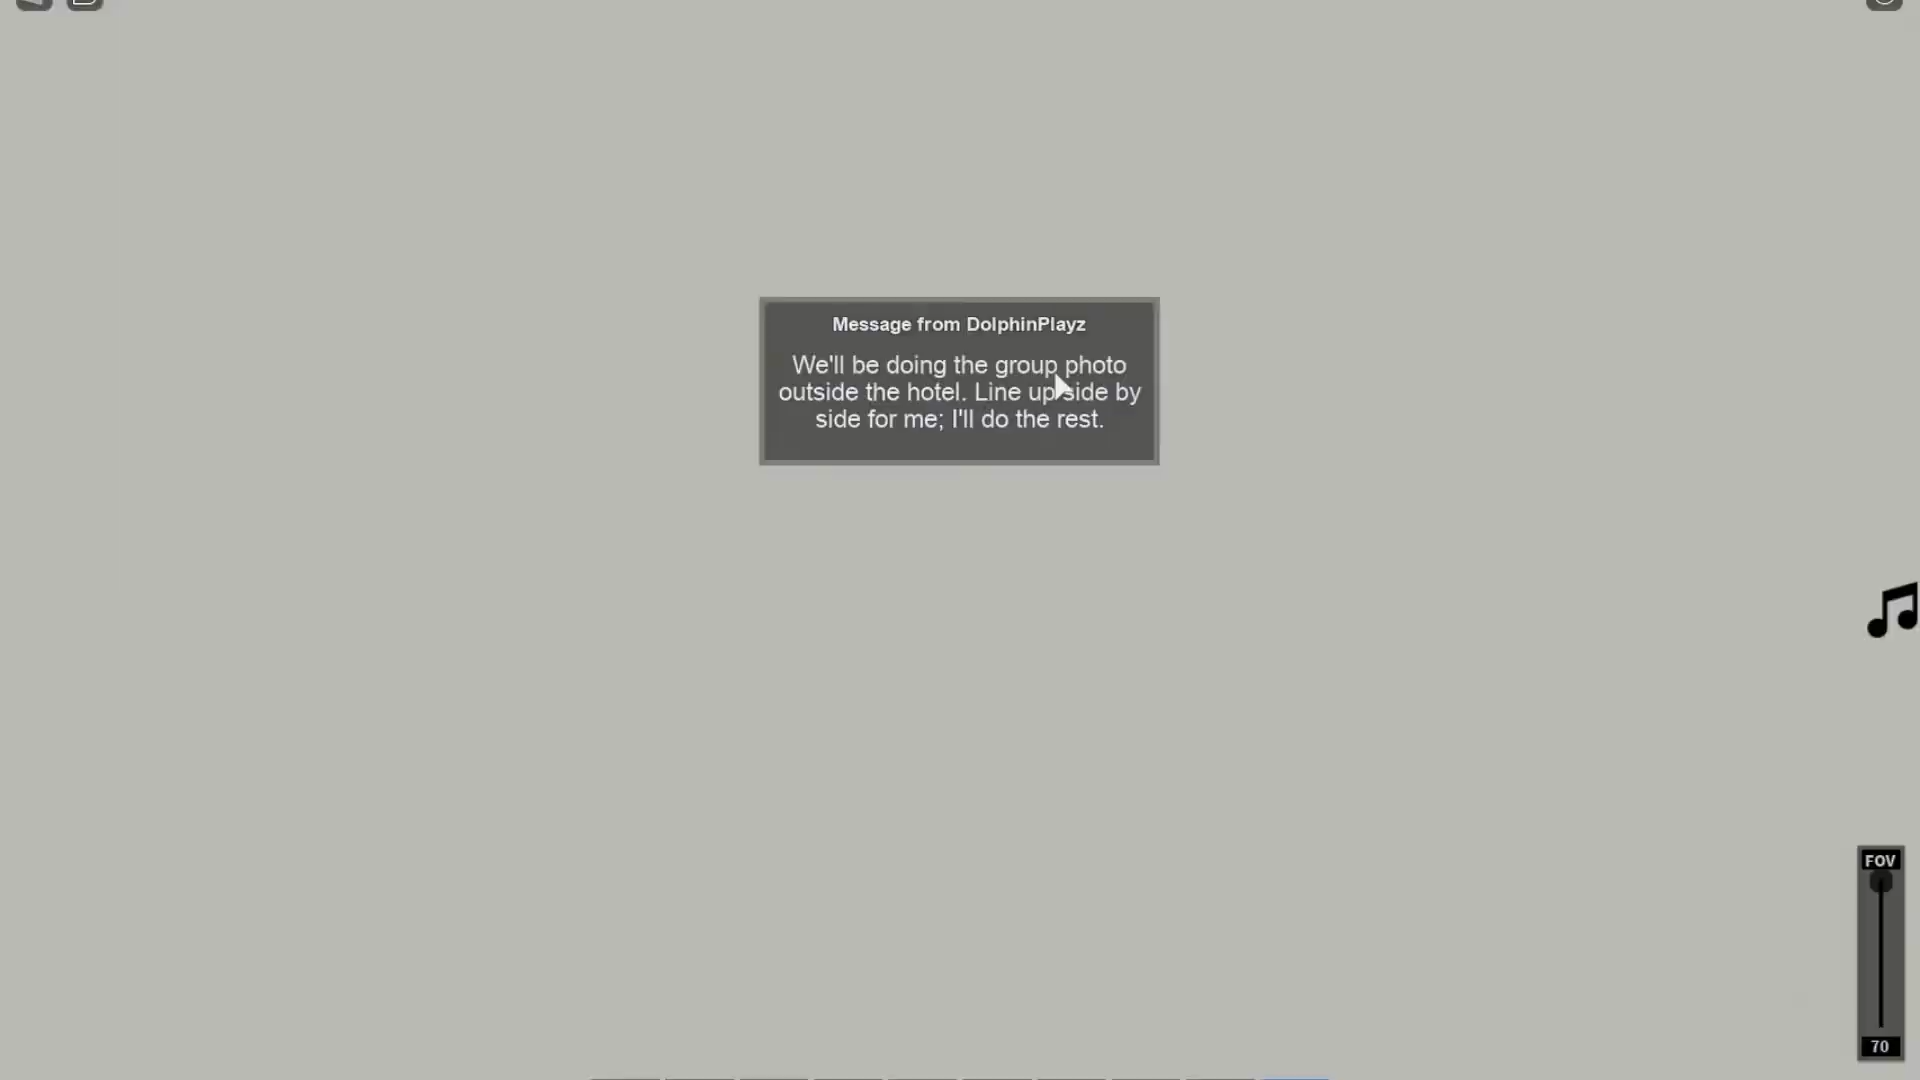 Message from DolphinPlayz
We'll be doing the group photo
outside the hotel. Line up side by
side for me; I'll do the rest.
FOV
70